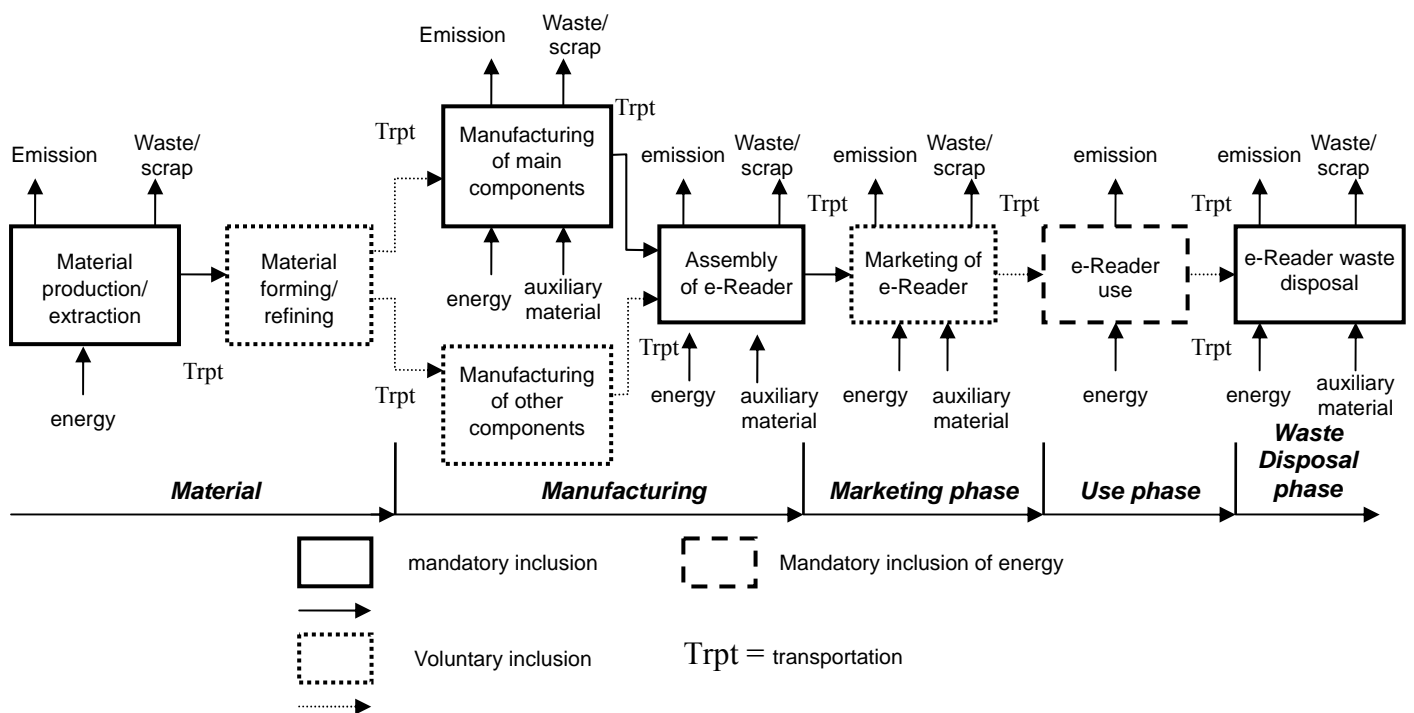 Emission
Waste/
scrap
Trpt
Trpt
Manufacturing
of main
components
energy
auxiliary
material
Emission
Waste/
scrap
Material
production/
extraction
energy
Trpt
Material
forming/
refining
Trpt
Manufacturing
of other
components
emission
Waste/
scrap
Assembly
of e-Reader
Trpt
energy
auxiliary
material
Trpt
emission
Waste/
scrap
Marketing of
e-Reader
energy
auxiliary
material
Trpt
emission
e-Reader
use
energy
Trpt
Trpt
emission
Waste/
scrap
e-Reader waste
disposal
energy
auxiliary
material
Material
Manufacturing
Marketing phase
Use phase
Waste
Disposal
phase
mandatory inclusion
Mandatory inclusion of energy
Voluntary inclusion
Trpt = transportation